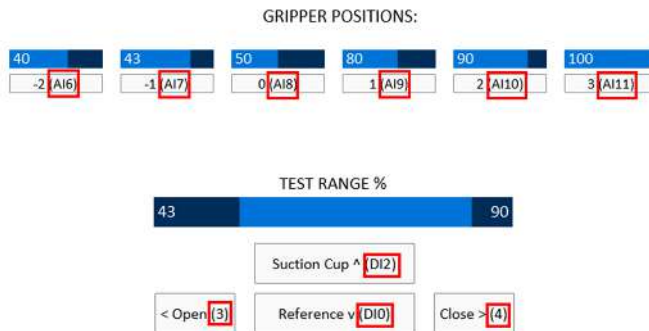 GRIPPER POSITIONS:
40 43 50 80 90 100
-2 (AI6) -1 (AI7) 0 (AI8) 1 (AI9) 2 (AI10) 3 (AI11)
TEST RANGE %
43 90
Suction Cup ^ (DI2)
< Open (3) Reference v (DI0) Close > (4)